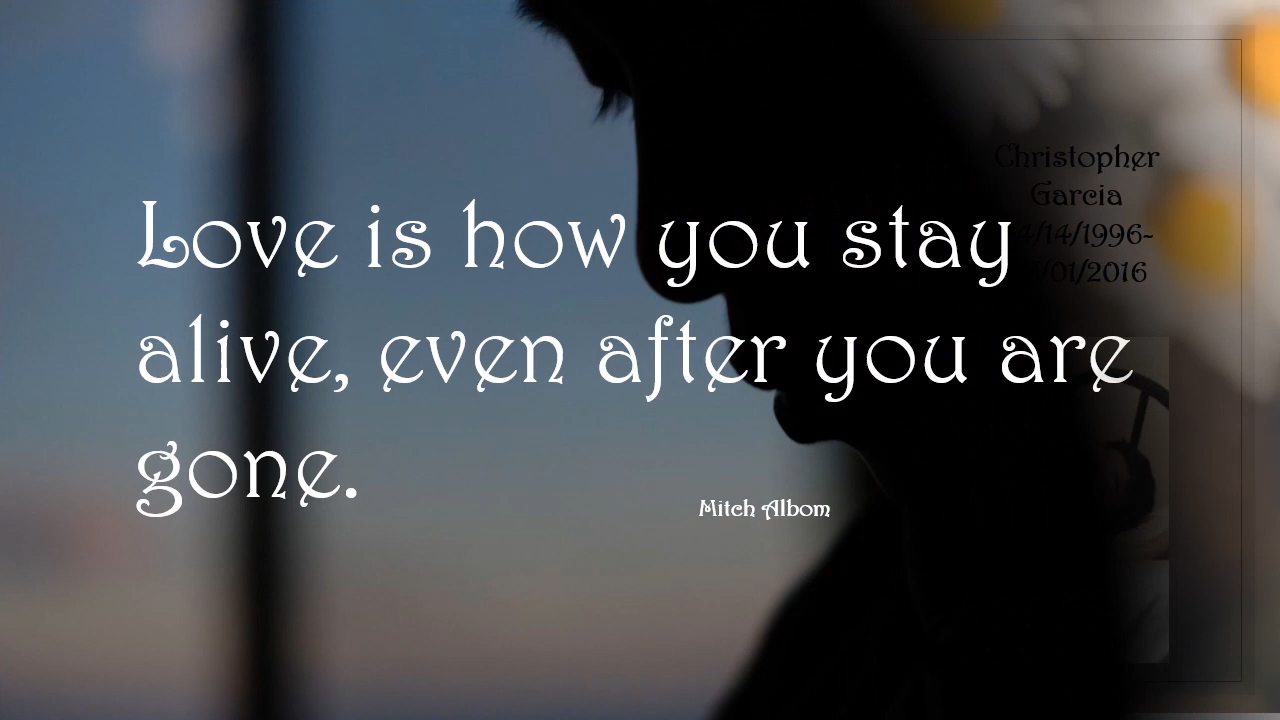 Love is how you stay
alive, even after you are
gone.
Mitch Albom
Christopher
Garcia
/14/1996-
/01/2016